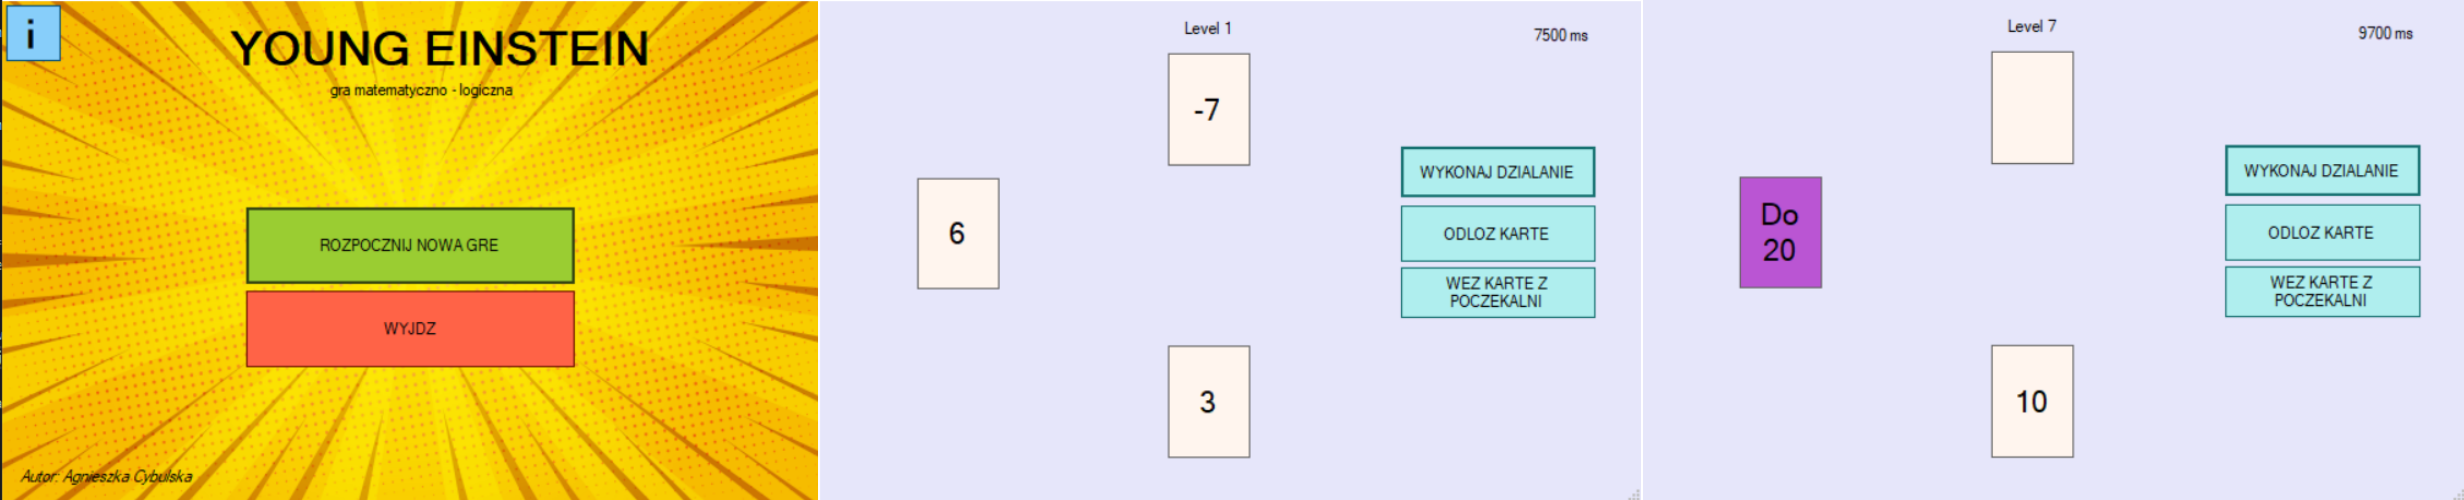 i
YOUNG EINSTEIN
gra matematyczno - logiczna
ROZPOCZNIJ NOWA GRE
WYJDZ
Autor: Agnieszka Cybulska
Level 1
7500 ms
-7
WYKONAJ DZIALANIE
6
ODLOZ KARTE
WEZ KARTE Z
POCZEKALNI
3
Level 7
9700 ms
WYKONAJ DZIALANIE
Do
20
ODLOZ KARTE
WEZ KARTE Z
POCZEKALNI
10